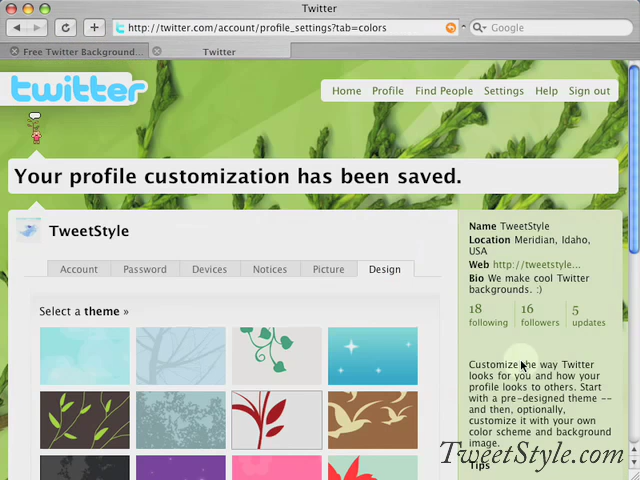 Twitter
http://twitter.com/account/profile_settings?tab=colors
Google
Free Twitter Background...
Twitter
twitter
Home Profile Find People Settings Help Sign out
Your profile customization has been saved.
TweetStyle
Account Password Devices Notices Picture Design
Select a theme »
Name TweetStyle
Location Meridian, Idaho,
USA
Web http://tweetstyle...
Bio We make cool Twitter
backgrounds. :)
18 16 5
following followers updates
Customize the way Twitter
looks for you and how your
profile looks to others. Start
with a pre-designed theme --
and then, optionally,
customize it with your own
color scheme and background
image.
TweetStyle.com
Tips